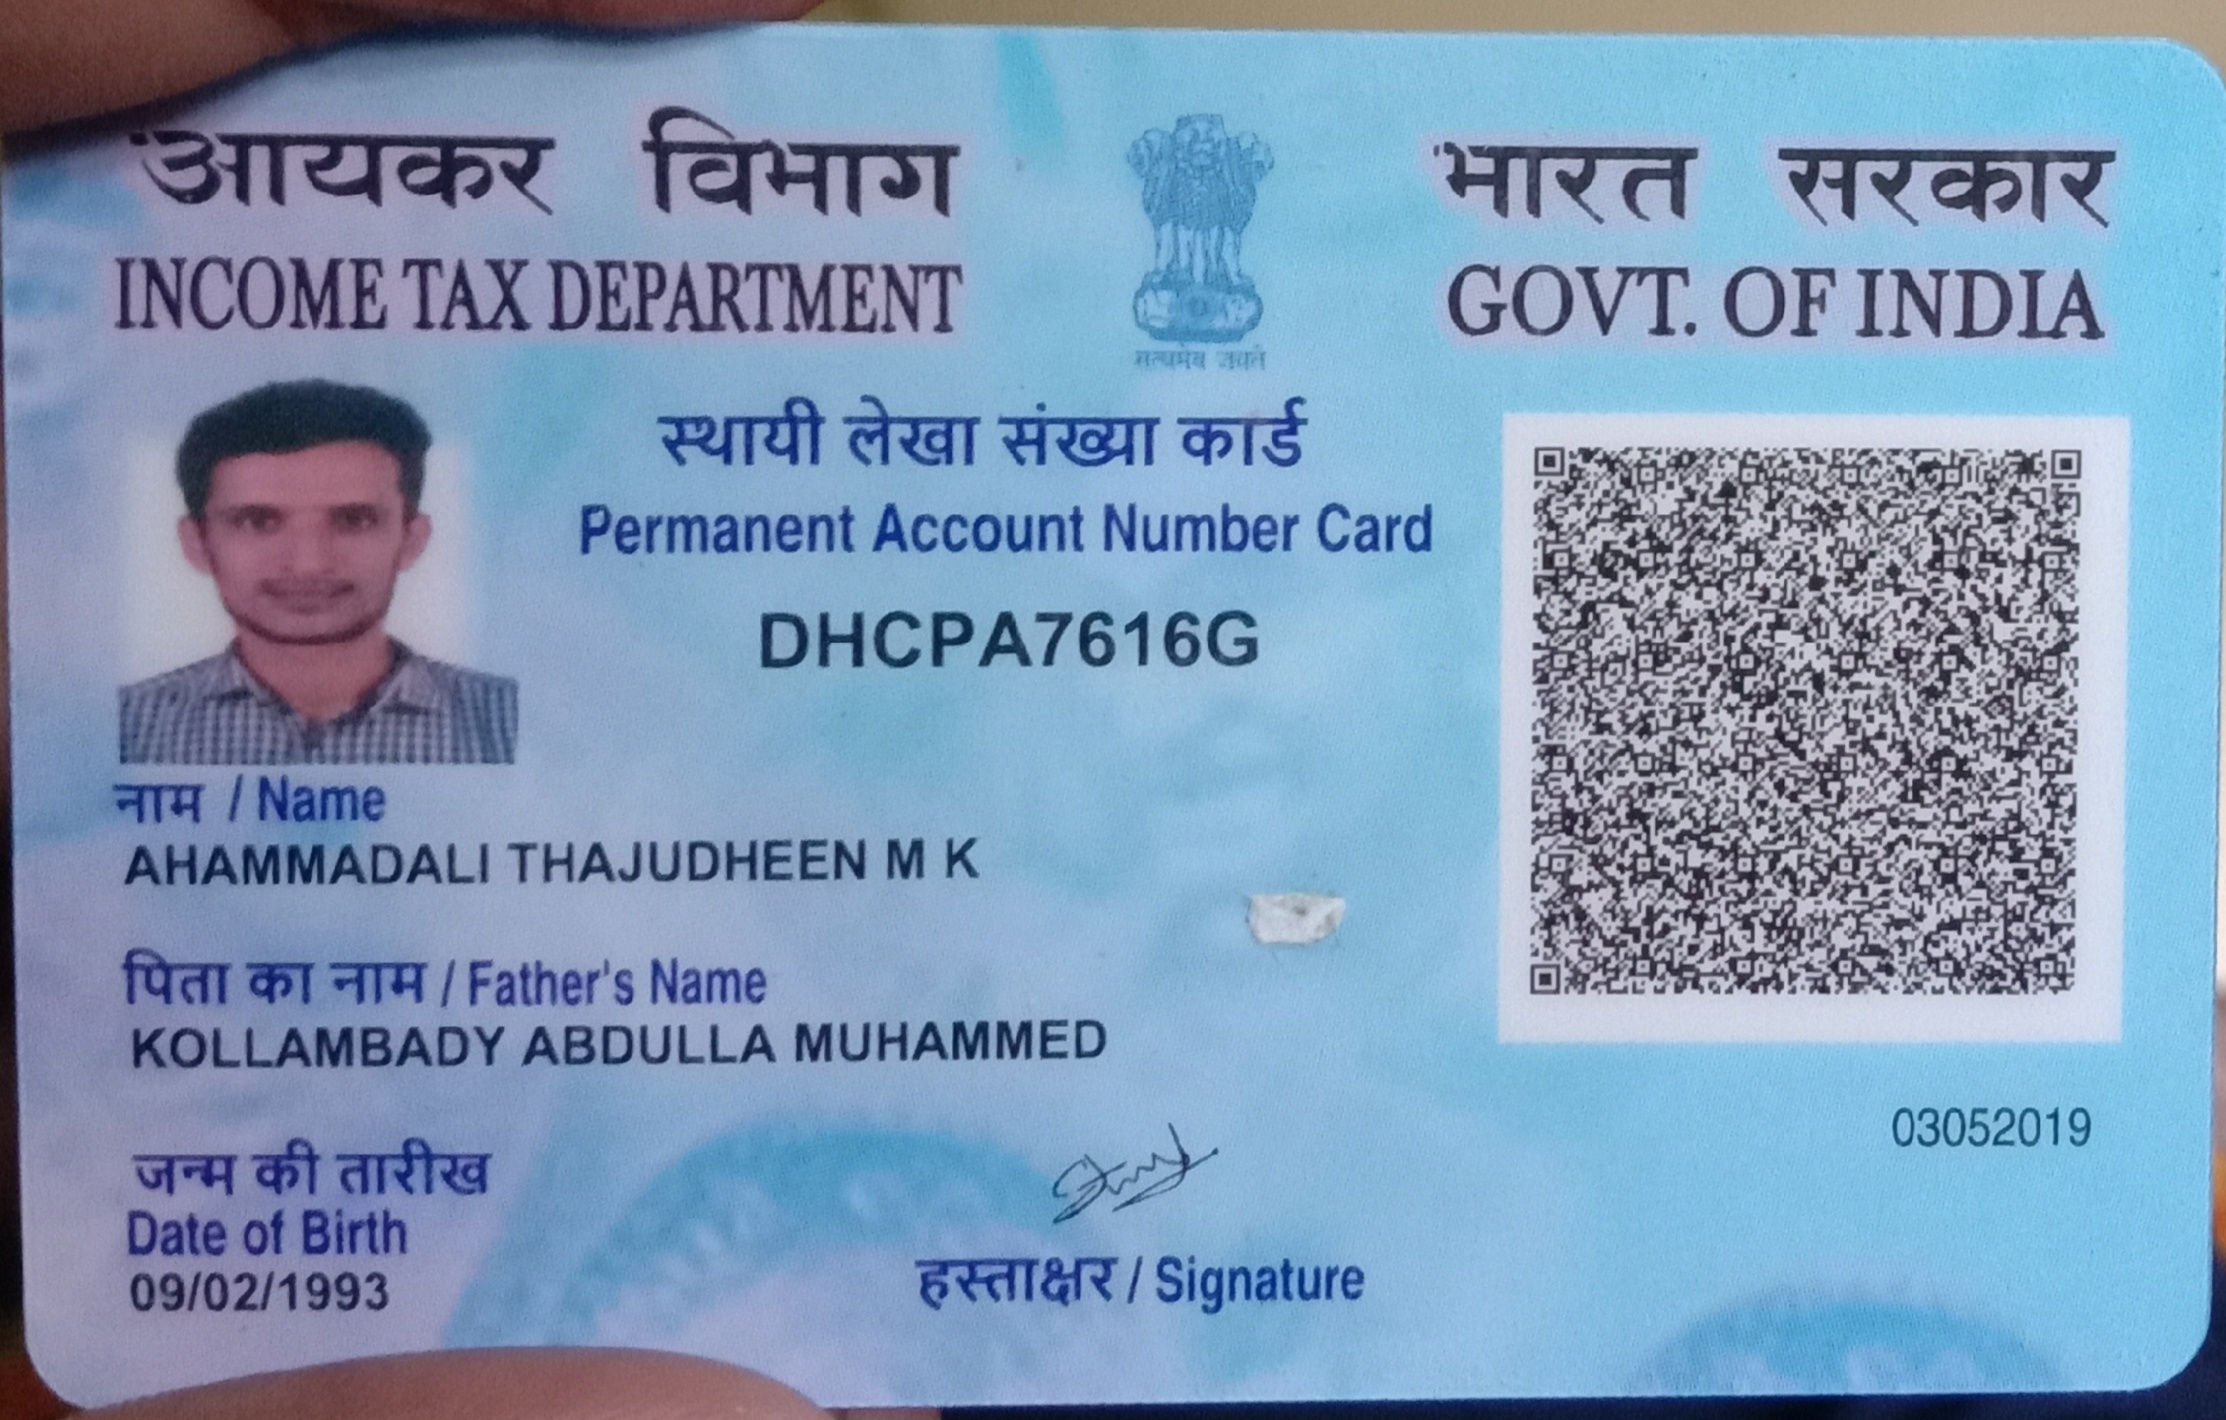 आयकर विभाग
INCOME TAX DEPARTMENT
भारत सरकार
GOVT. OF INDIA
सत्यमेव जयते
स्थायी लेखा संख्या कार्ड
Permanent Account Number Card
DHCPA7616G
नाम / Name
AHAMMADALI THAJUDHEEN M K
पिता का नाम / Father's Name
KOLLAMBADY ABDULLA MUHAMMED
03052019
जन्म की तारीख
Date of Birth
09/02/1993
हस्ताक्षर / Signature